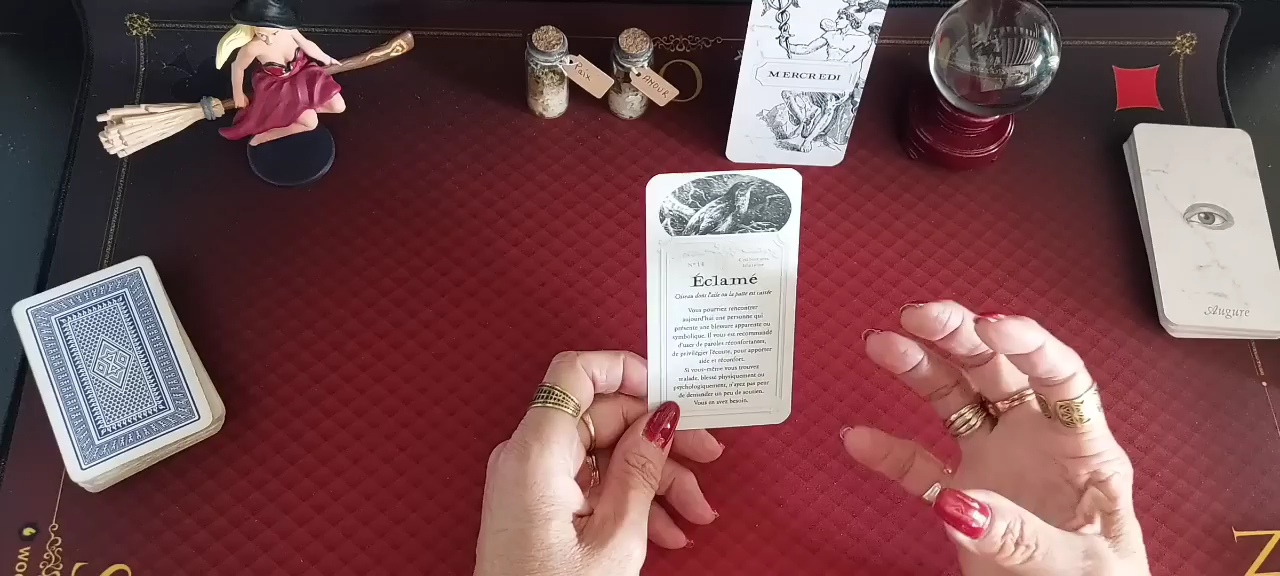 Paix
AMOUR
MERCREDI
Augure
Éclamé
Oiseau dont l'aile ou la patte est cassée
Vous pourriez rencontrer
aujourd'hui une personne qui
présente une blessure apparente ou
symbolique. Il vous est recommandé
d'user de paroles réconfortantes,
de privilégier l'écoute, pour apporter
aide et réconfort.
Si vous-même vous trouvez
malade, blessé physiquement ou
psychologiquement, n'ayez pas peur
de demander un peu de soutien.
Vous en avez besoin.
WO
Z